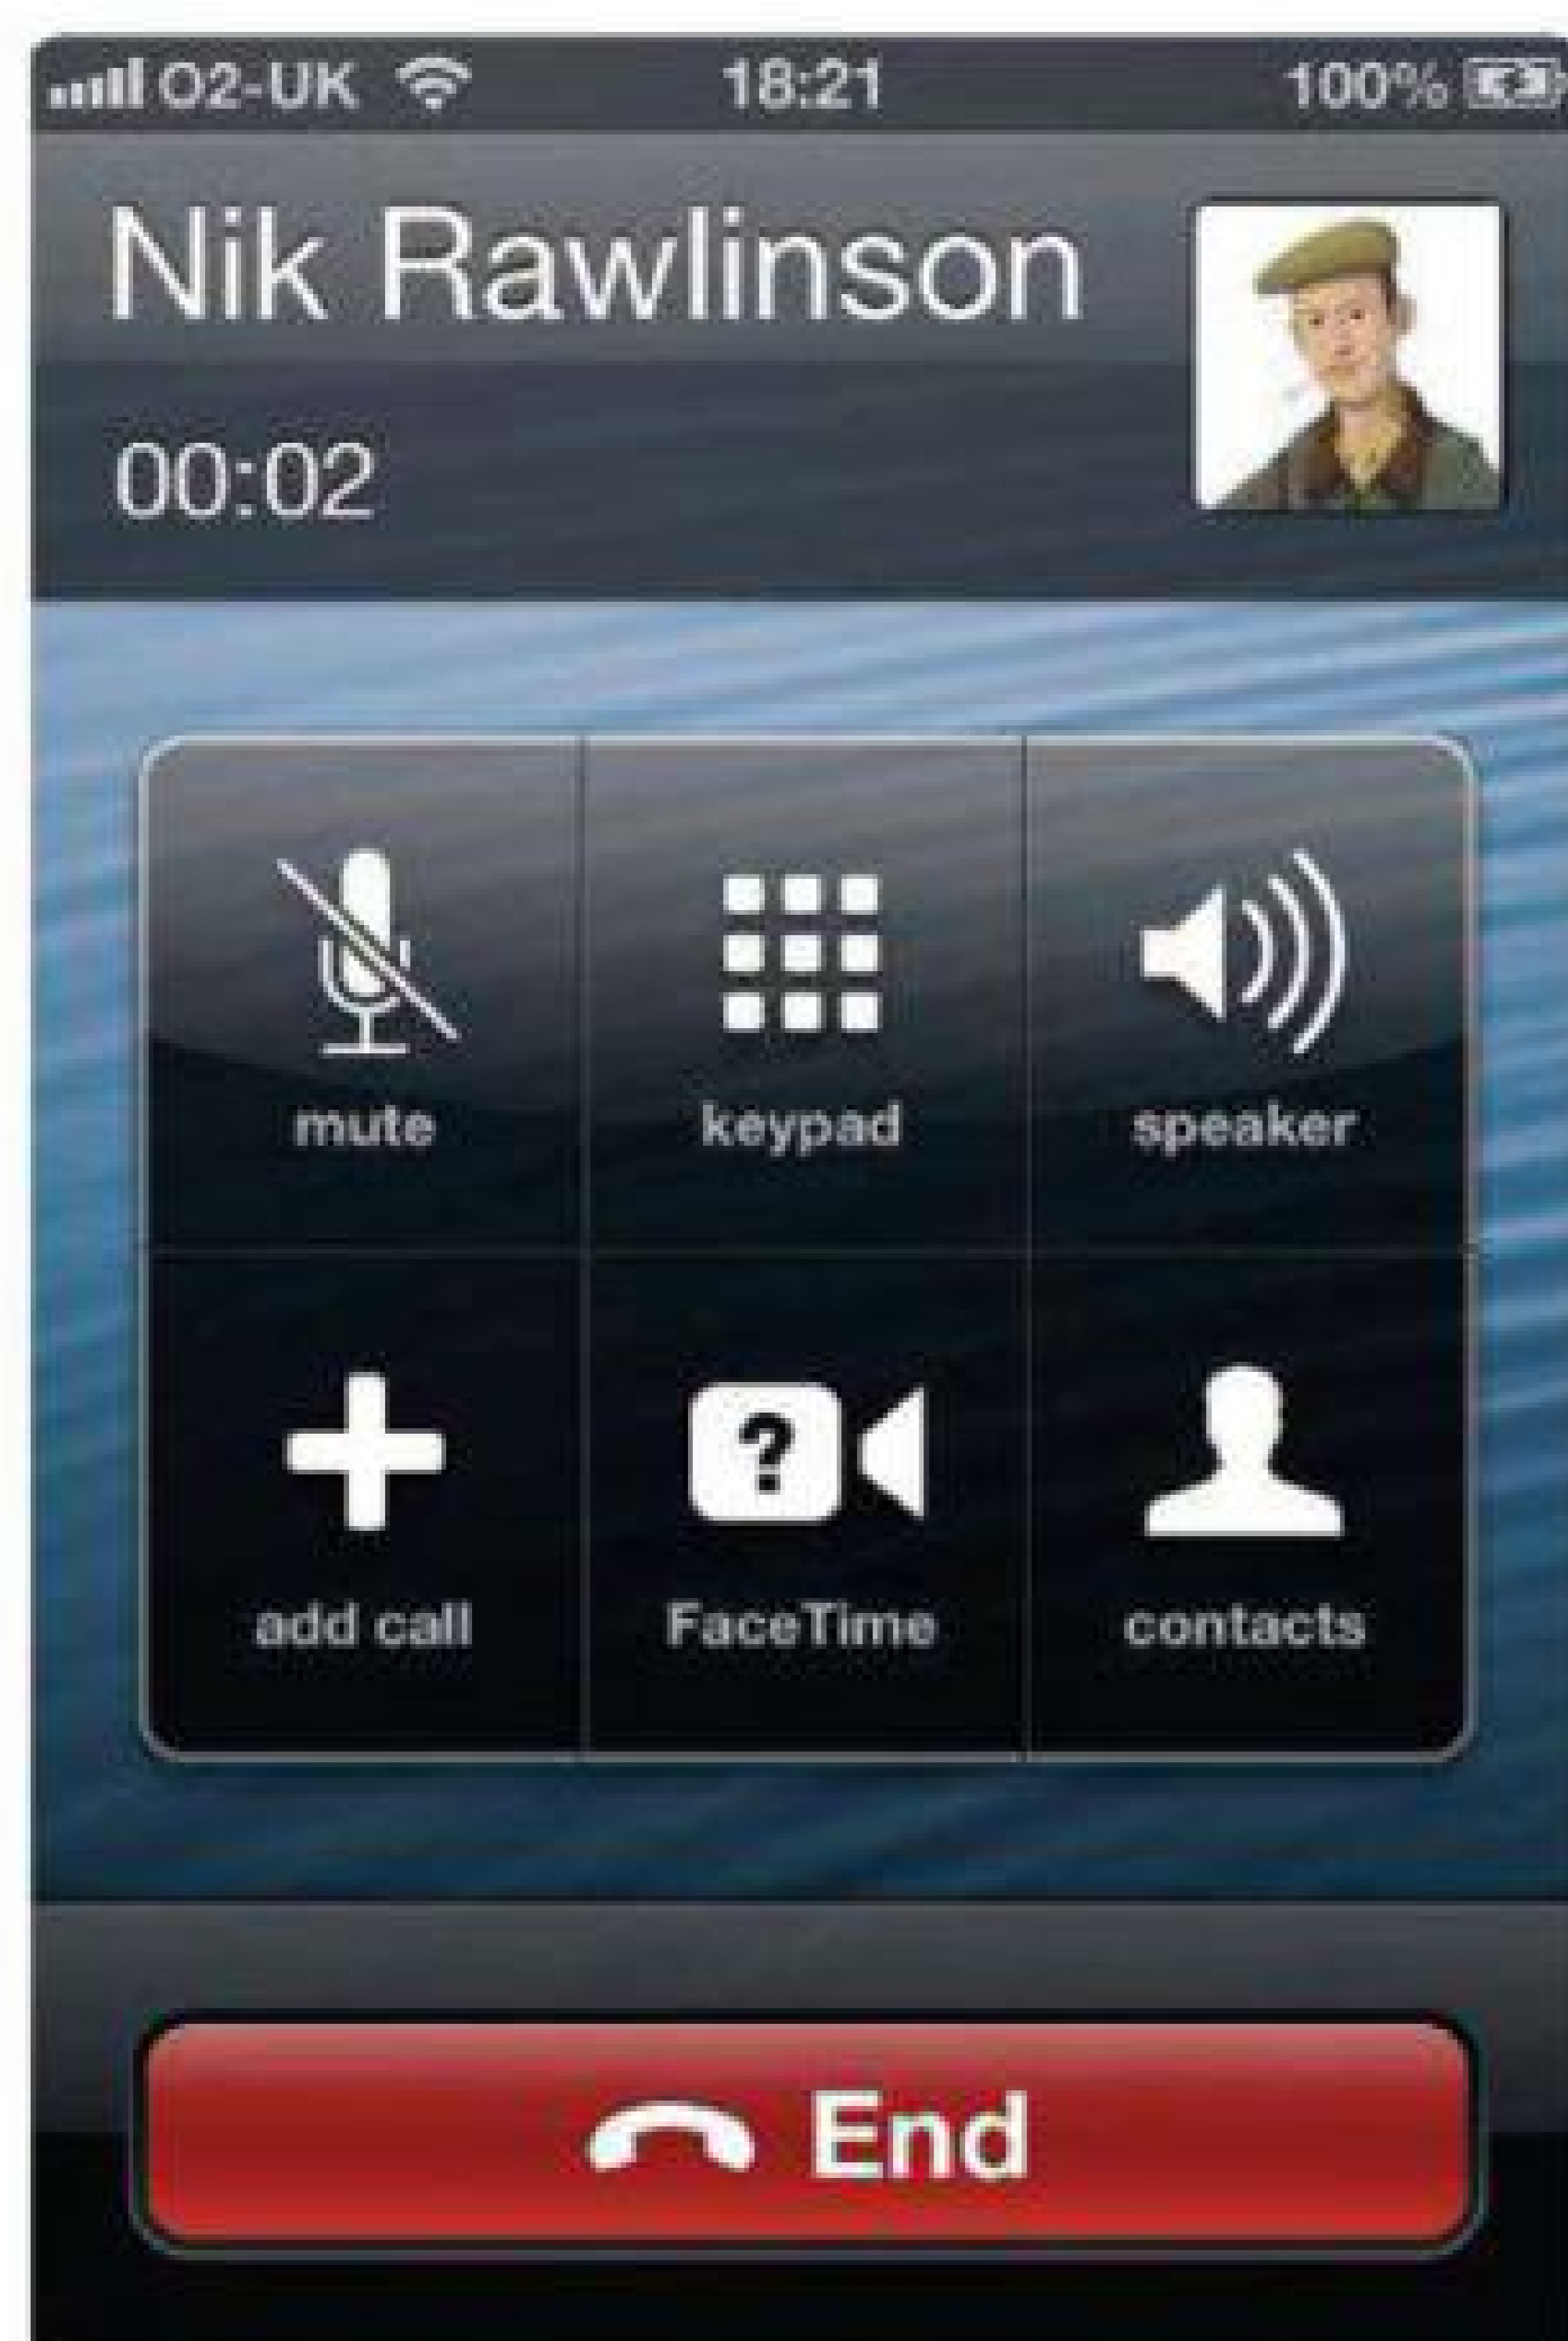 O2-UK 18:21 100%
Nik Rawlinson
00:02
mute keypad speaker
?
add call FaceTime contacts
End